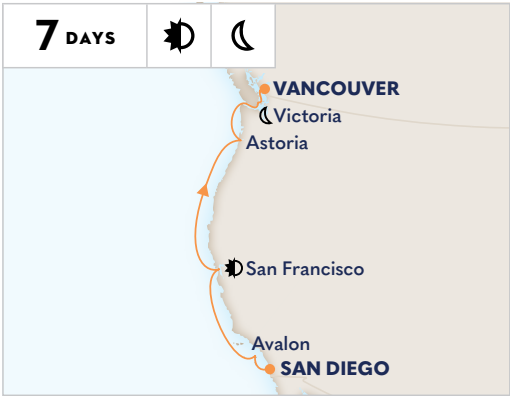 7 DAYS
VANCOUVER
Victoria
Astoria
San Francisco
Avalon
SAN DIEGO